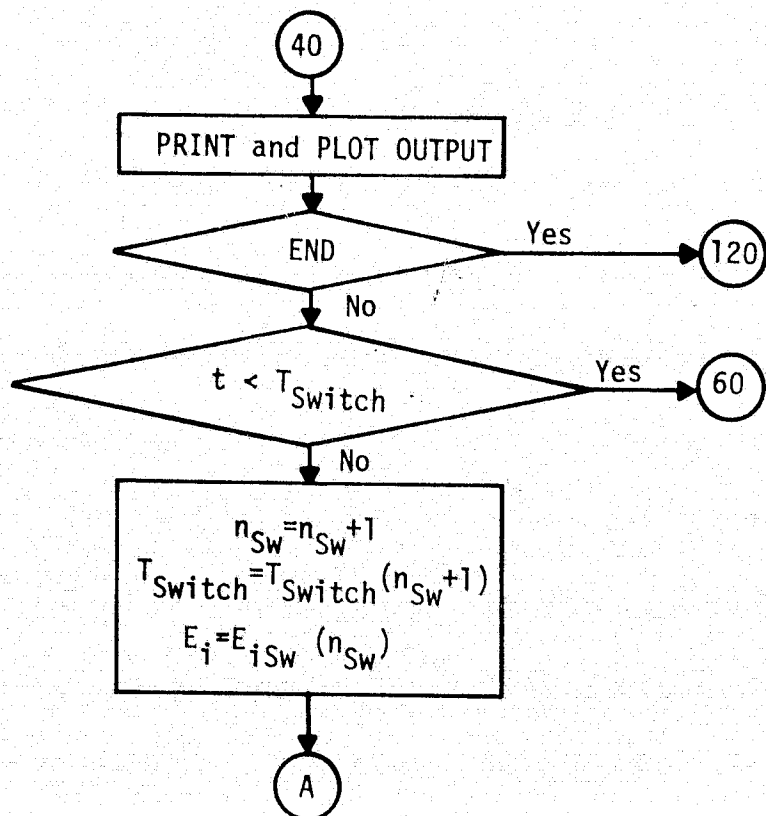 40
PRINT and PLOT OUTPUT
END
Yes
120
No
t < T_Switch
Yes
60
No
n_Sw=n_Sw+1
T_Switch=T_Switch(n_Sw+1)
E_i=E_iSw (n_Sw)
A